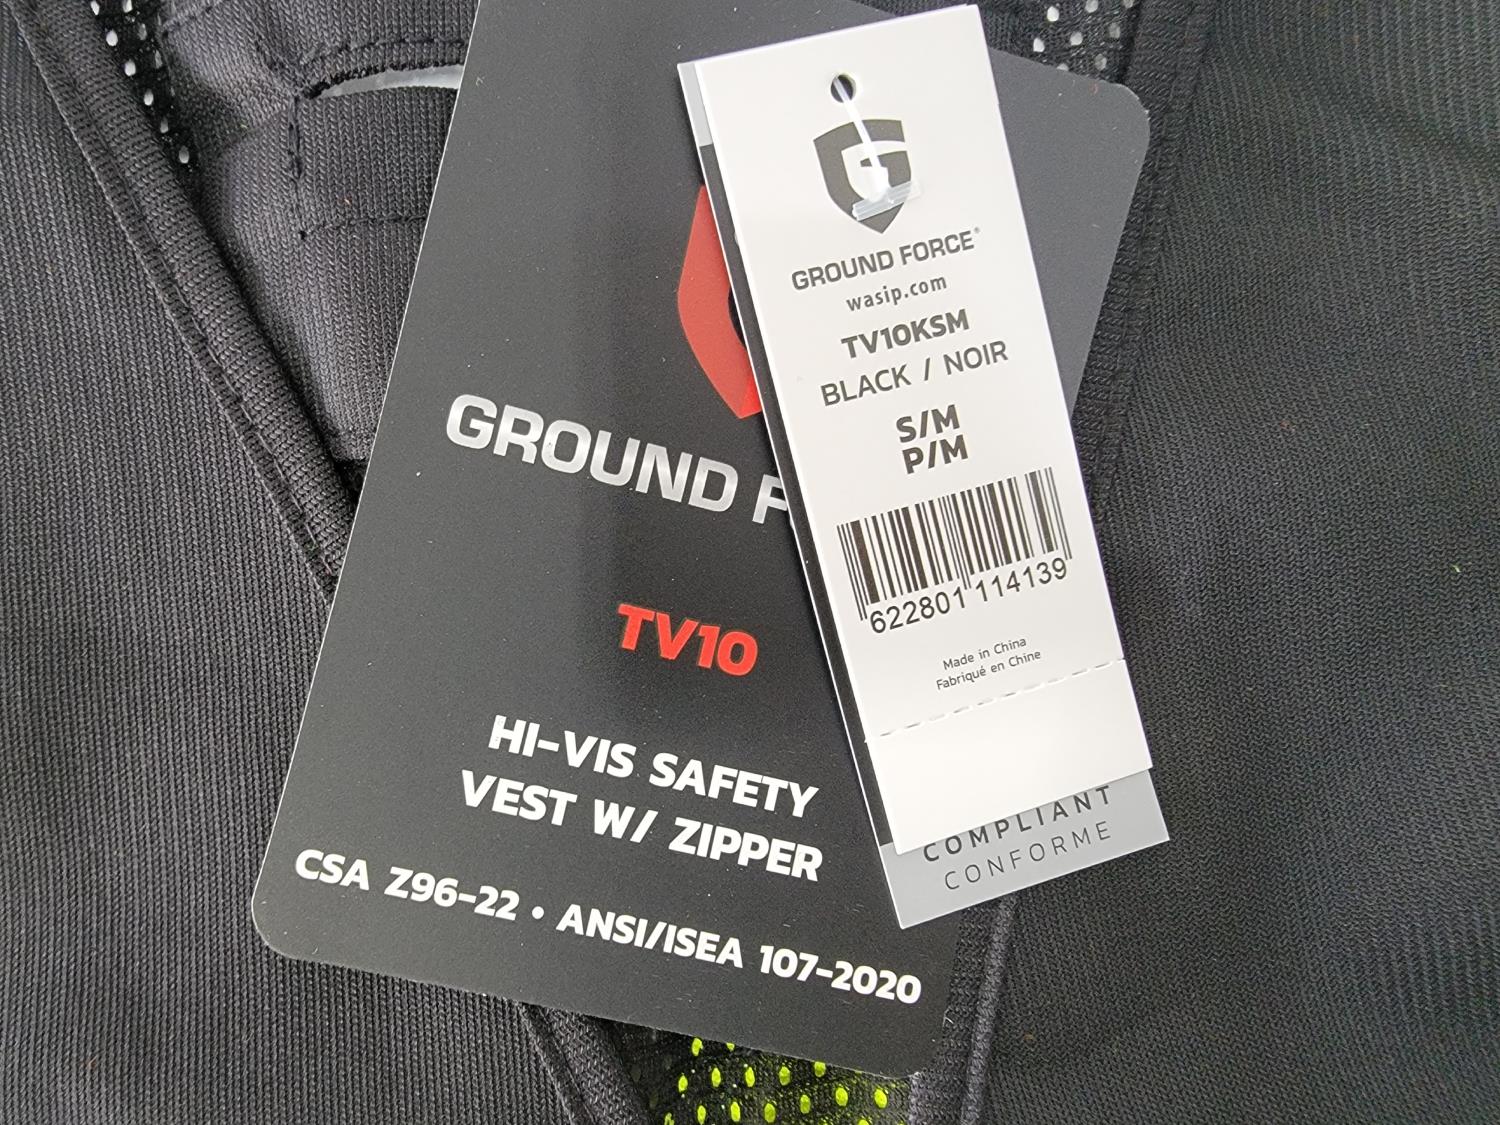 GROUND FORCE®
wasip.com
TV10KSM
BLACK / NOIR
S/M
P/M
622801 114139
Made in China
Fabriqué en Chine
COMPLIANT
CONFORME
GROUND F
TV10
HI-VIS SAFETY
VEST W/ ZIPPER
CSA Z96-22 • ANSI/ISEA 107-2020